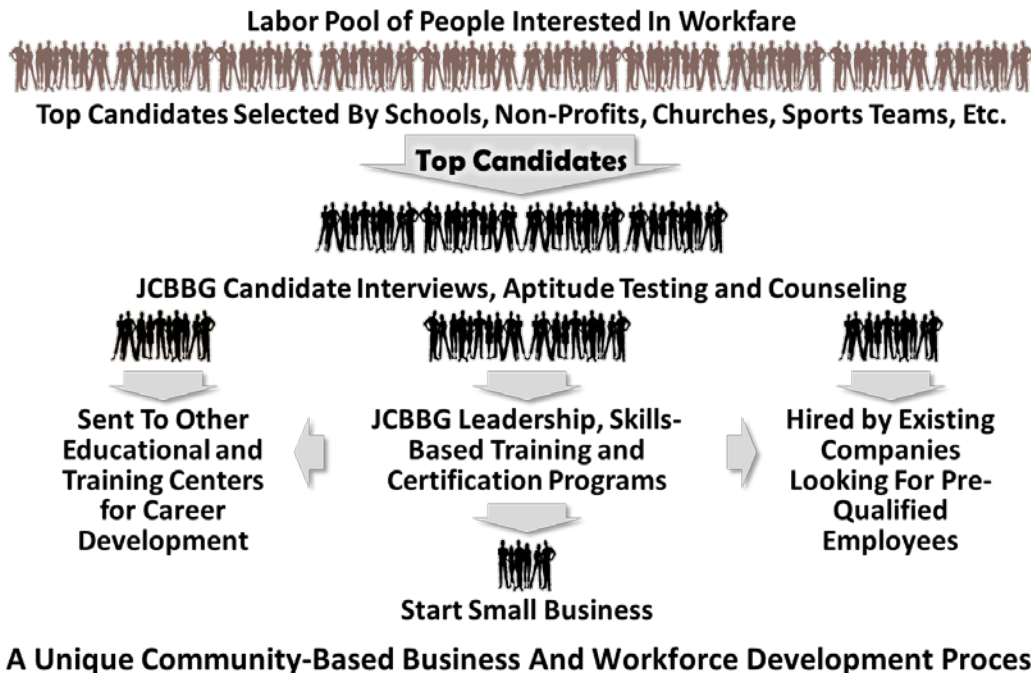 Labor Pool of People Interested In Workfare
Top Candidates Selected By Schools, Non-Profits, Churches, Sports Teams, Etc.
Top Candidates
JCBBG Candidate Interviews, Aptitude Testing and Counseling
Sent To Other
Educational and
Training Centers
for Career
Development
JCBBG Leadership, Skills-
Based Training and
Certification Programs
Hired by Existing
Companies
Looking For Pre-
Qualified
Employees
Start Small Business
A Unique Community-Based Business And Workforce Development Proces